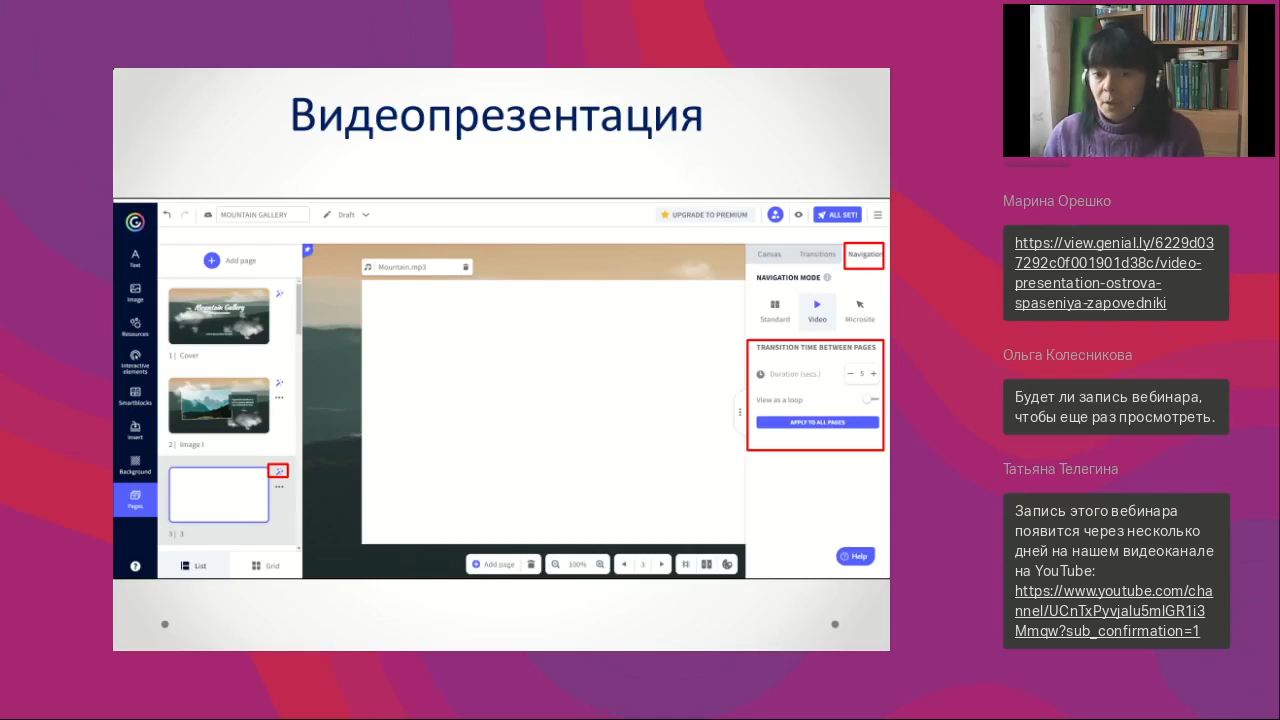 Видеопрезентация
MOUNTAIN GALLERY
Draft
UPGRADE TO PREMIUM
ALL SET!
Text
Image
Resources
Interactive
elements
Smartblocks
Insert
Background
Pages
Add page
Mountain Gallery
1 | Cover
2 | Image I
3 | 3
List
Grid
Mountain.mp3
Add page
100%
3
Canvas
Transitions
Navigation
NAVIGATION MODE
Standard
Video
Microsite
TRANSITION TIME BETWEEN PAGES
Duration (secs.)
− 5 +
View as a loop
APPLY TO ALL PAGES
Help
Марина Орешко
https://view.genial.ly/6229d03
7292c0f001901d38c/video-
presentation-ostrova-
spaseniya-zapovedniki
Ольга Колесникова
Будет ли запись вебинара,
чтобы еще раз просмотреть.
Татьяна Телегина
Запись этого вебинара
появится через несколько
дней на нашем видеоканале
на YouTube:
https://www.youtube.com/cha
nnel/UCnTxPyvjalu5mlGR1i3
Mmqw?sub_confirmation=1